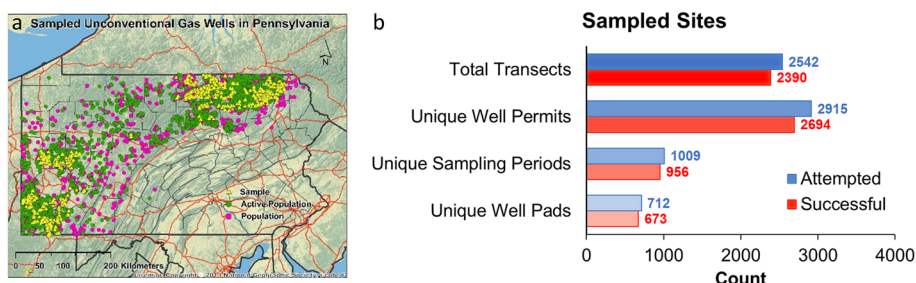 a
Sampled Unconventional Gas Wells in Pennsylvania
N
Sample
Active Population
Population
0 50 100 200 Kilometers
b
Sampled Sites
Total Transects
2542
2390
Unique Well Permits
2915
2694
Unique Sampling Periods
1009
956
Unique Well Pads
712
673
Attempted
Successful
0 1000 2000 3000 4000
Count